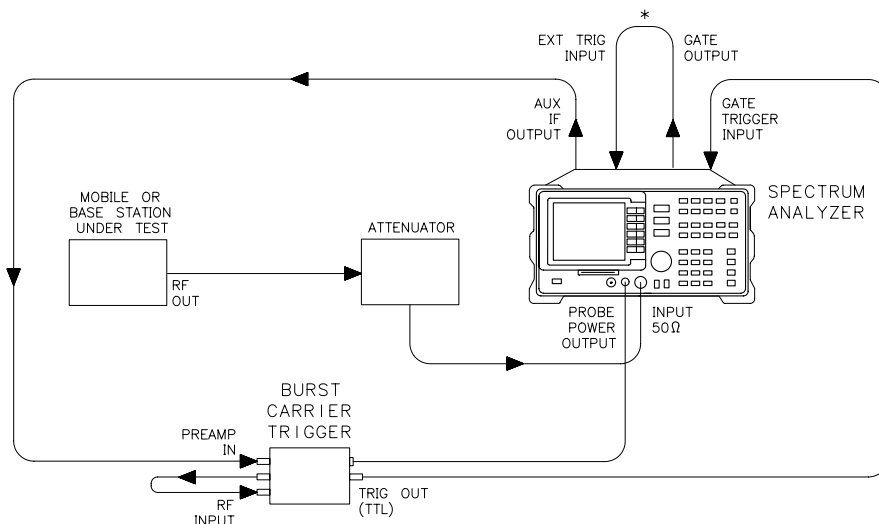 *
EXT TRIG
INPUT
GATE
OUTPUT
AUX
IF
OUTPUT
GATE
TRIGGER
INPUT
MOBILE OR
BASE STATION
UNDER TEST
ATTENUATOR
SPECTRUM
ANALYZER
RF
OUT
PROBE
POWER
OUTPUT
INPUT
50Ω
BURST
CARRIER
TRIGGER
PREAMP
IN
RF
INPUT
TRIG OUT
(TTL)